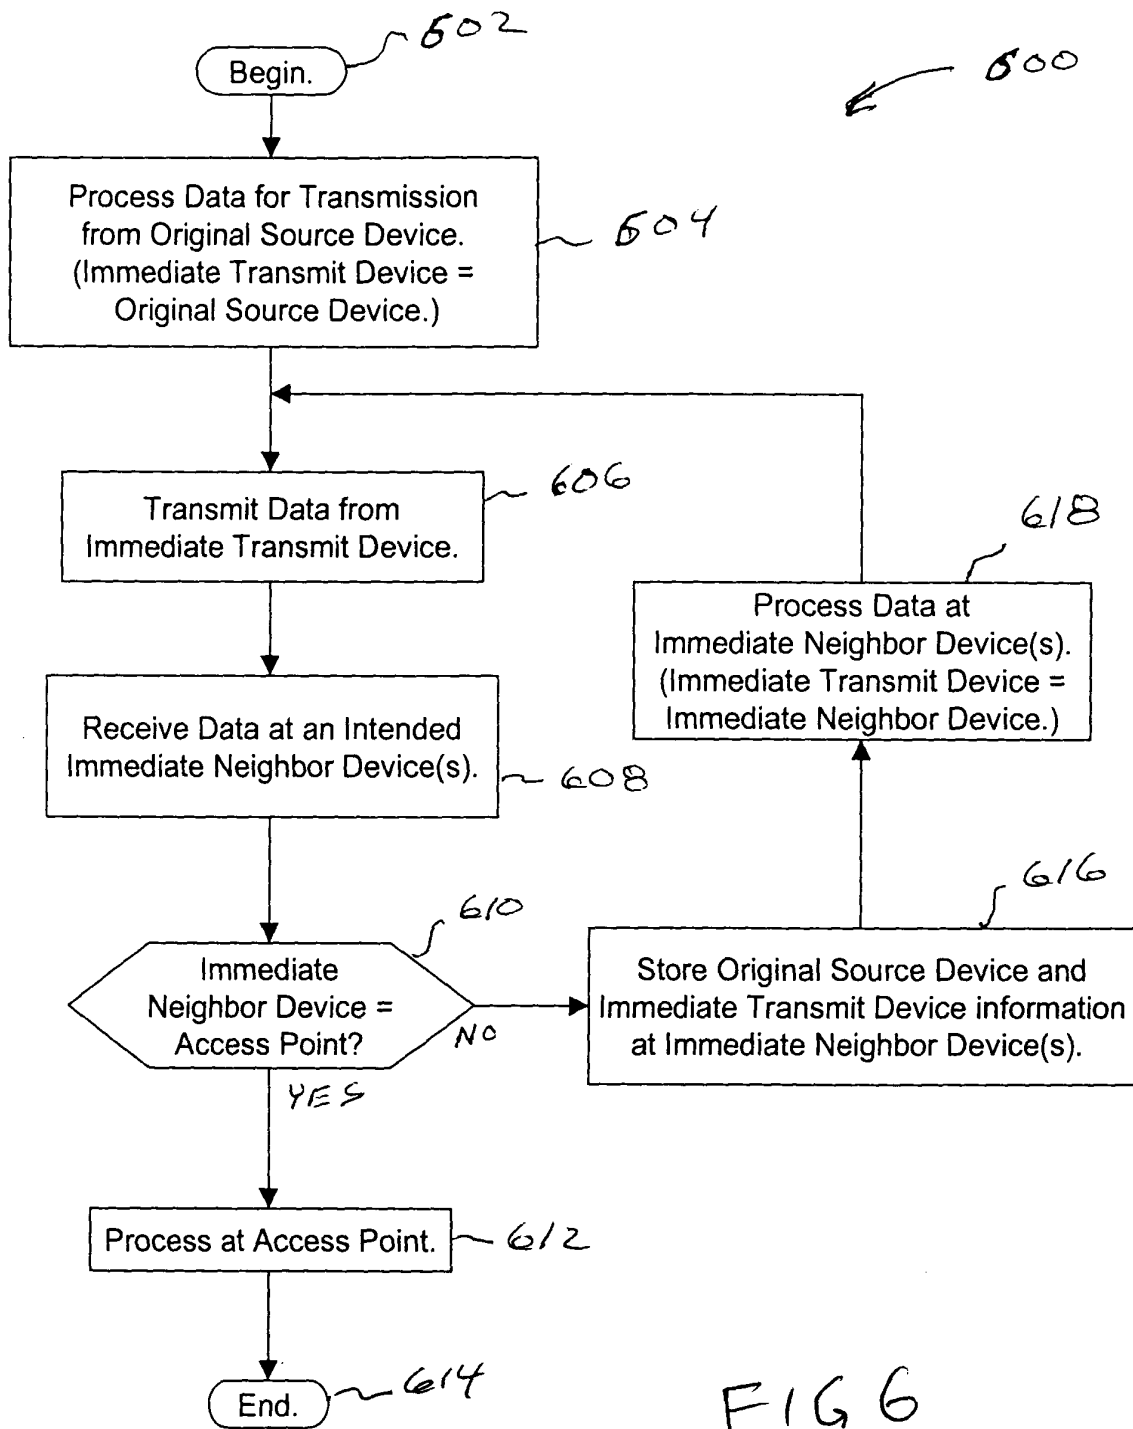 602
600
Begin.
Process Data for Transmission
from Original Source Device.
(Immediate Transmit Device =
Original Source Device.)
604
Transmit Data from
Immediate Transmit Device.
606
618
Process Data at
Immediate Neighbor Device(s).
(Immediate Transmit Device =
Immediate Neighbor Device.)
Receive Data at an Intended
Immediate Neighbor Device(s).
608
610
616
Immediate
Neighbor Device =
Access Point?
NO
YES
Store Original Source Device and
Immediate Transmit Device information
at Immediate Neighbor Device(s).
Process at Access Point.
612
End.
614
FIG 6